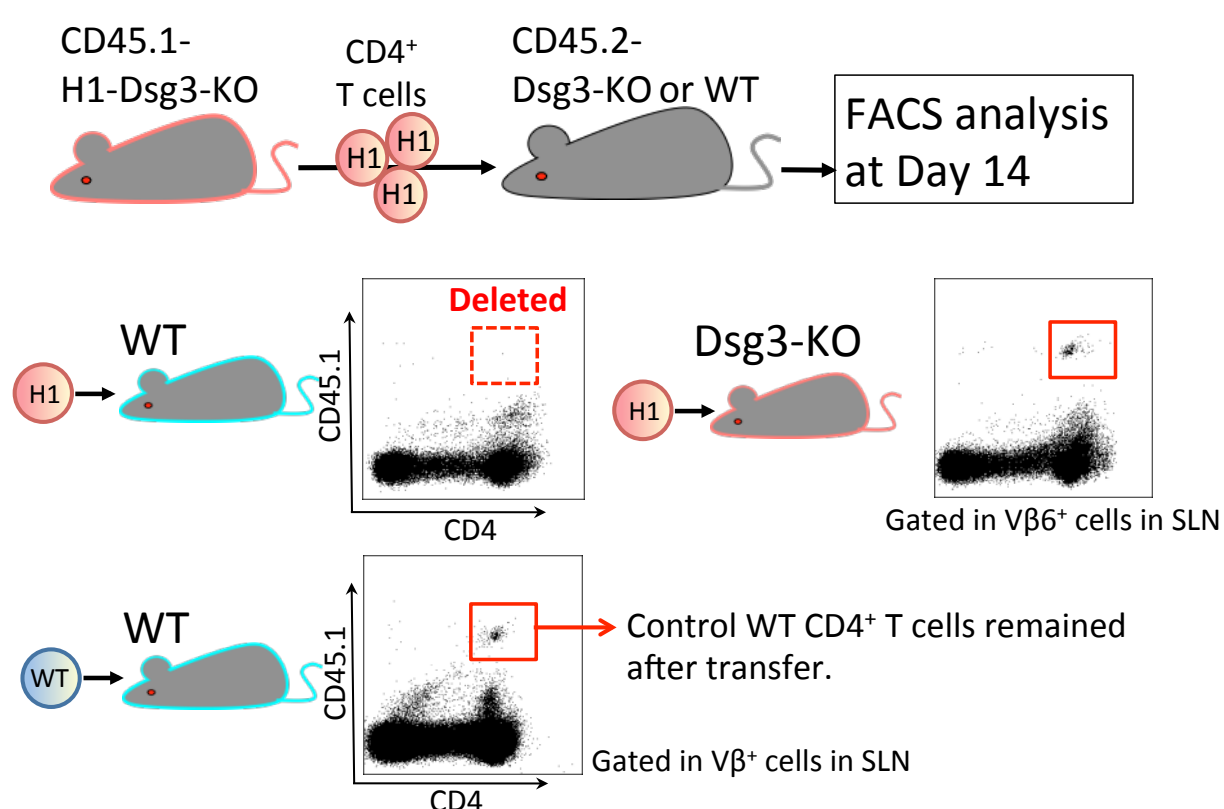 CD45.1-
H1-Dsg3-KO
CD4⁺
T cells
H1
H1
H1
CD45.2-
Dsg3-KO or WT
FACS analysis
at Day 14
H1
WT
CD45.1
Deleted
CD4
H1
Dsg3-KO
Gated in Vβ6⁺ cells in SLN
WT
WT
CD45.1
CD4
Control WT CD4⁺ T cells remained
after transfer.
Gated in Vβ⁺ cells in SLN